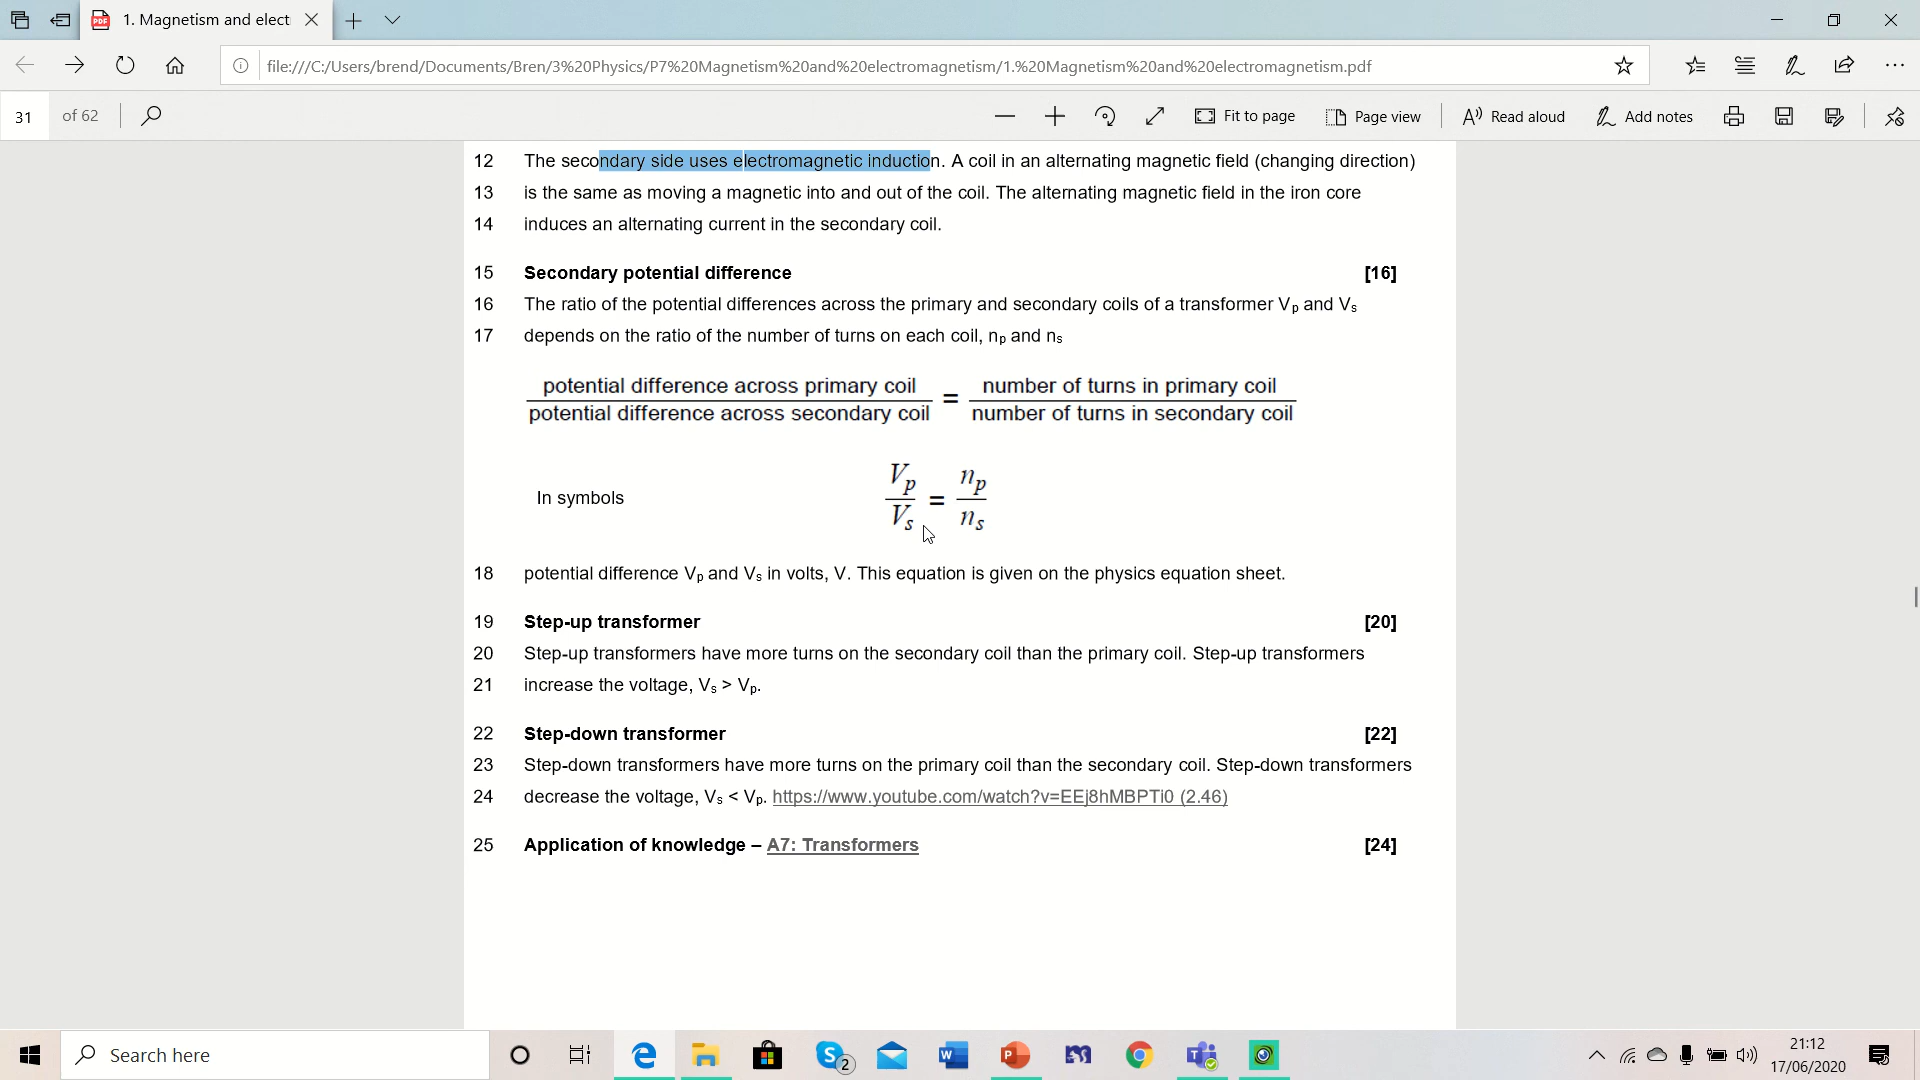 1. Magnetism and elect
file:///C:/Users/brend/Documents/Bren/3%20Physics/P7%20Magnetism%20and%20electromagnetism/1.%20Magnetism%20and%20electromagnetism.pdf
31 of 62 Fit to page Page view Read aloud Add notes
12 The secondary side uses electromagnetic induction. A coil in an alternating magnetic field (changing direction)
13 is the same as moving a magnetic into and out of the coil. The alternating magnetic field in the iron core
14 induces an alternating current in the secondary coil.
15 Secondary potential difference [16]
16 The ratio of the potential differences across the primary and secondary coils of a transformer Vp and Vs
17 depends on the ratio of the number of turns on each coil, np and ns
potential difference across primary coil / potential difference across secondary coil = number of turns in primary coil / number of turns in secondary coil
In symbols Vp / Vs = np / ns
18 potential difference Vp and Vs in volts, V. This equation is given on the physics equation sheet.
19 Step-up transformer [20]
20 Step-up transformers have more turns on the secondary coil than the primary coil. Step-up transformers
21 increase the voltage, Vs > Vp.
22 Step-down transformer [22]
23 Step-down transformers have more turns on the primary coil than the secondary coil. Step-down transformers
24 decrease the voltage, Vs < Vp. https://www.youtube.com/watch?v=EEj8hMBPTi0 (2.46)
25 Application of knowledge – A7: Transformers [24]
Search here
2
21:12
17/06/2020